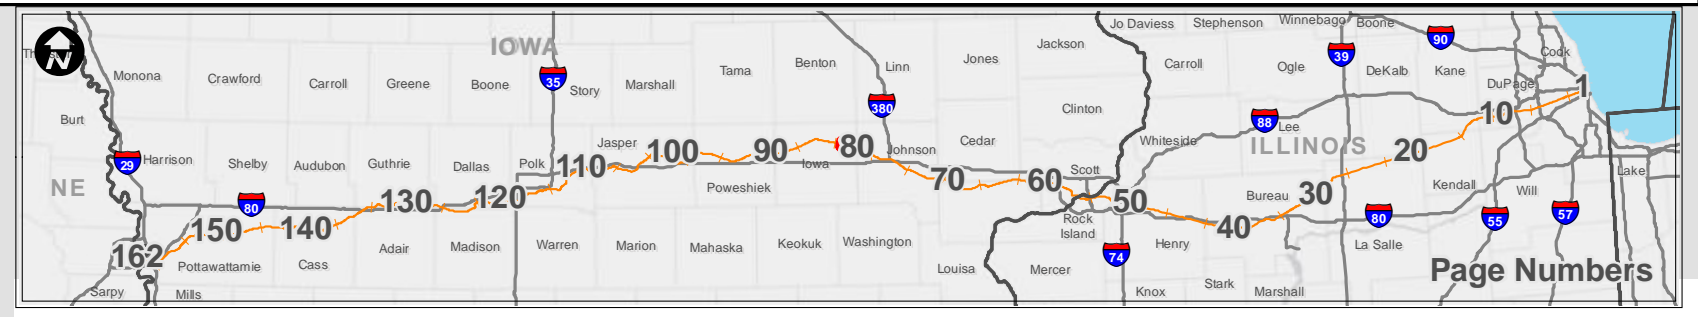 Jo Daviess Stephenson Winnebago Boone
IOWA Jackson 39 90 Cook
N Monona Crawford Carroll Greene Boone 35 Story Marshall Tama Benton Linn Jones Carroll Ogle DeKalb Kane DuPage 1
380 Clinton 10
Burt 88 Lee
Harrison Shelby Audubon Guthrie Dallas Polk Jasper 100 90 80 Johnson Cedar Whiteside ILLINOIS 20
29 110 Iowa Scott Lake
NE 80 130 120 Poweshiek 70 60 50 Bureau 30 Kendall Will
162 150 140 Adair Madison Warren Marion Mahaska Keokuk Washington Rock
Island Henry 40 La Salle 80 55 57
Pottawattamie Cass Louisa Mercer 74 Stark Page Numbers
Sarpy Mills Knox Marshall